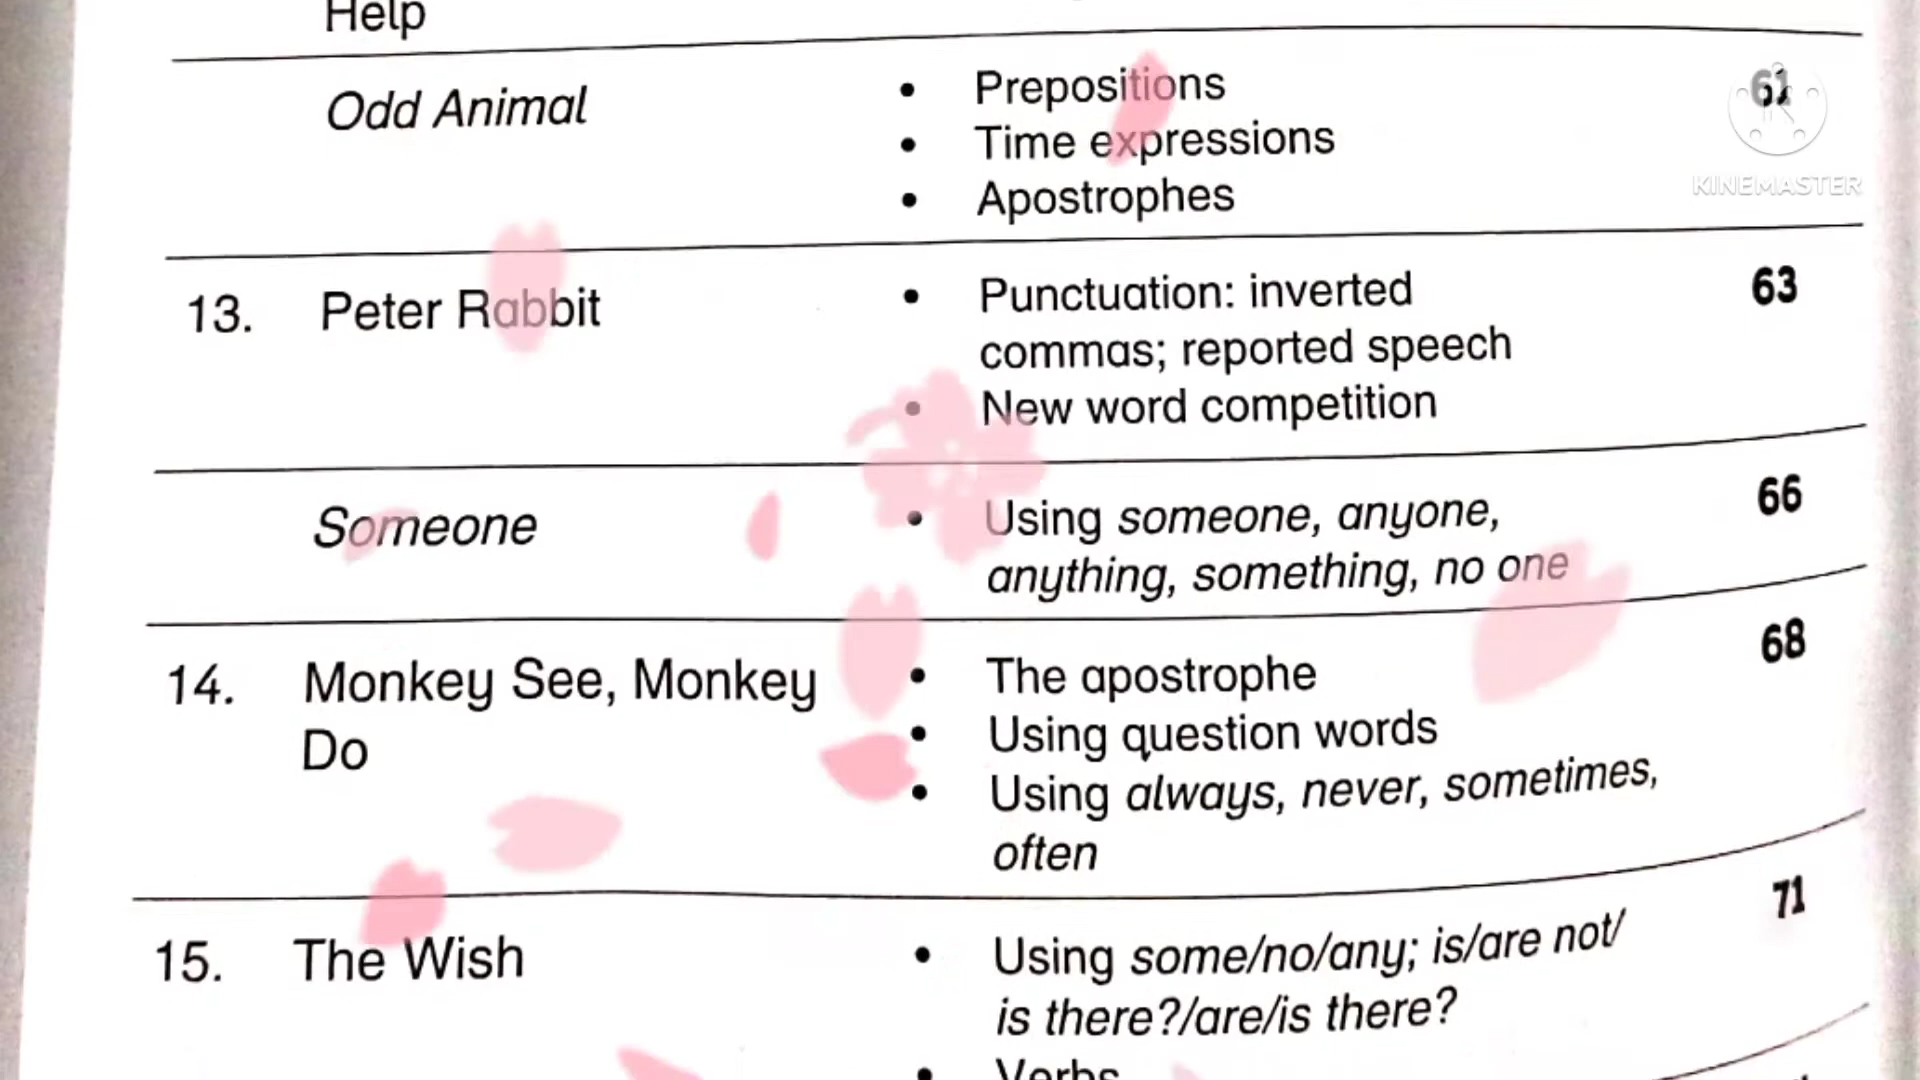 Help
Odd Animal
• Prepositions
61
• Time expressions
• Apostrophes
KINEMASTER
13. Peter Rabbit
• Punctuation: inverted
commas; reported speech
63
• New word competition
Someone
• Using someone, anyone,
anything, something, no one
66
14. Monkey See, Monkey
Do
• The apostrophe
68
• Using question words
• Using always, never, sometimes,
often
15. The Wish
• Using some/no/any; is/are not/
is there?/are/is there?
71
• Verbs